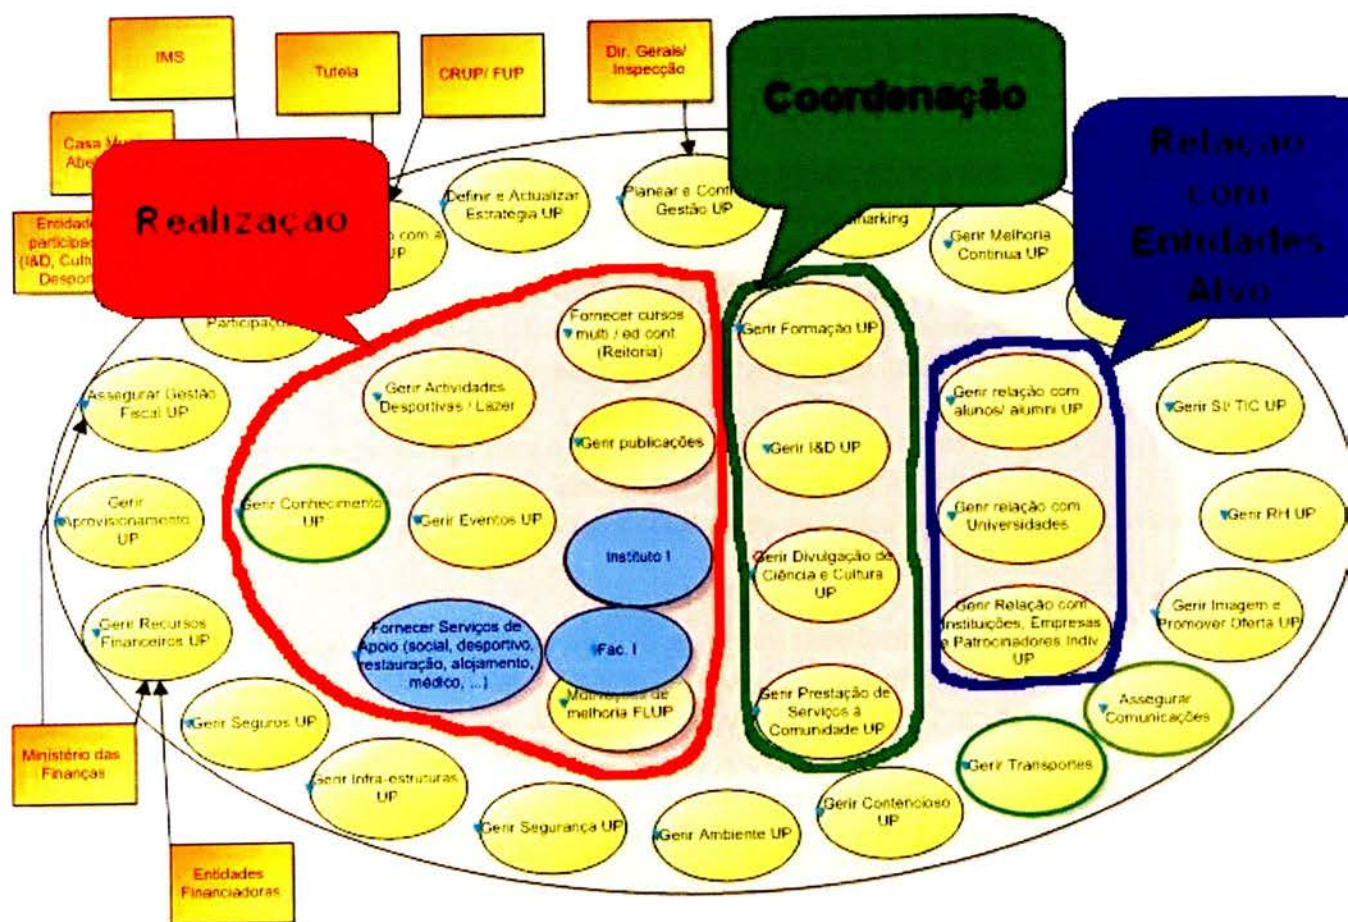 IMS
Tutela
CRUP/ FUP
Dir. Gerais/
Inspecção
Coordenação
Relação
com
Entidades
Alvo
Casa
Realização
participa
(I&D,
Definir e Actualizar
Estratégia UP
Planear e
Gestão UP
Gerir Melhoria
Contínua UP
com a
UP
Fornecer cursos
multi / ed cont.
(Reitoria)
Gerir Formação UP
Assegurar Gestão
Fiscal UP
Gerir Actividades
Desportivas / Lazer
Gerir publicações
Gerir I&D UP
Gerir relação com
alunos/ alumni UP
Gerir SI/ TIC UP
Gerir
Aprovisionamento
UP
Gerir Conhecimento
UP
Gerir Eventos UP
Instituto I
Gerir Divulgação de
Ciência e Cultura
UP
Gerir relação com
Universidades
Gerir RH UP
Gerir Recursos
Financeiros UP
Fornecer Serviços de
Apoio (social, desportivo,
restauração, alojamento,
médico, ...)
Fac. I
melhoria FLUP
Gerir Prestação de
Serviços à
Comunidade UP
Gerir Relação com
Instituições, Empresas
e Patrocinadores Indiv.
UP
Gerir Imagem e
Promover Oferta UP
Assegurar
Comunicações
Gerir Transportes
Gerir Seguros UP
Gerir Infra-estruturas
UP
Gerir Segurança UP
Gerir Ambiente UP
Gerir Contencioso
UP
Ministério das
Finanças
Entidades
Financiadoras